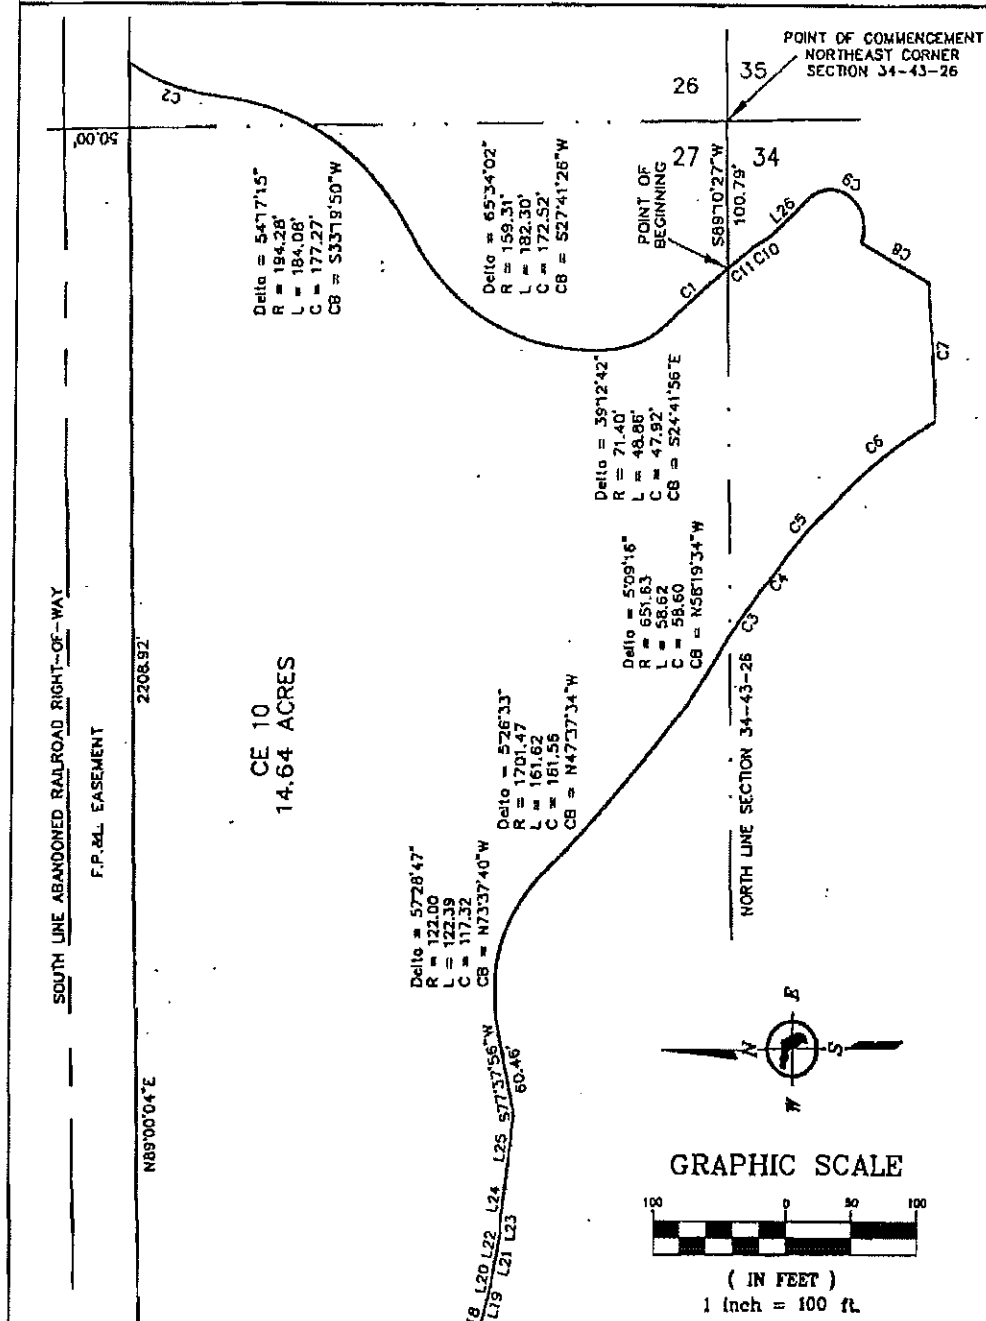 POINT OF COMMENCEMENT
NORTHEAST CORNER
SECTION 34-43-26
26
35
27
34
C2
50.00'
Delta = 54°17'15"
R = 194.28'
L = 184.08'
C = 177.27'
CB = S33°19'50"W
Delta = 65°34'02"
R = 159.31'
L = 182.30'
C = 172.52'
CB = S27°41'26"W
POINT OF
BEGINNING
S89°10'27"W
100.79'
L26
C9
C8
C11
C10
C1
C7
C6
C5
C4
C3
Delta = 39°12'42"
R = 71.40'
L = 48.86'
C = 47.92'
CB = S24°41'56"E
Delta = 5°09'16"
R = 651.63
L = 58.62
C = 58.60
CB = N58°19'34"W
NORTH LINE SECTION 34-43-26
SOUTH LINE ABANDONED RAILROAD RIGHT-OF-WAY
F.P.&L. EASEMENT
2208.92'
N89°00'04"E
CE 10
14.64 ACRES
Delta = 5°26'33"
R = 1701.47
L = 161.62
C = 161.56
CB = N47°37'34"W
Delta = 57°28'47"
R = 122.00
L = 122.39
C = 117.32
CB = N73°37'40"W
S77°37'56"W
60.46'
L25
L24
L23
L22
L21
L20
L19
N
E
S
W
GRAPHIC SCALE
100
0
50
100
( IN FEET )
1 inch = 100 ft.